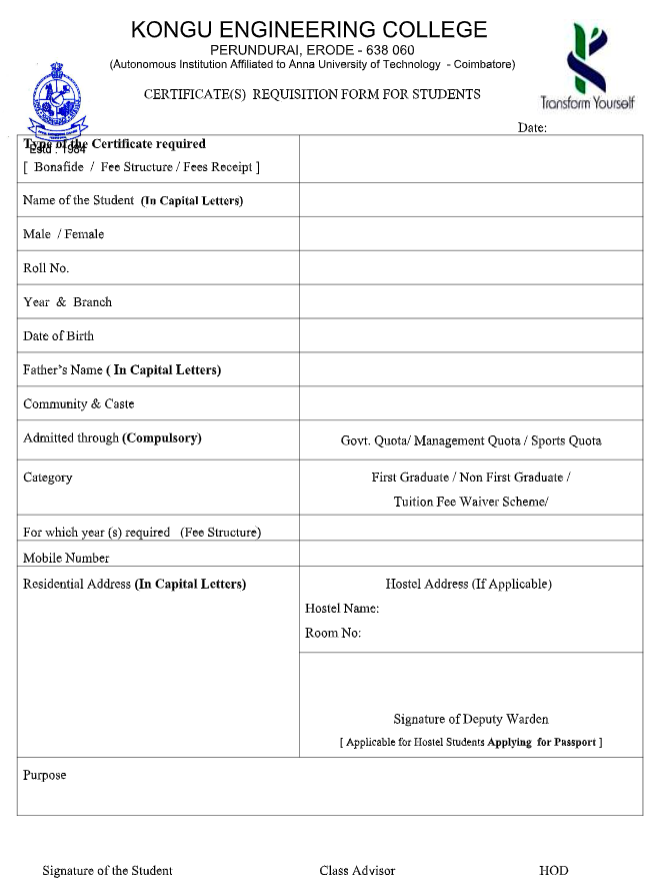 KONGU ENGINEERING COLLEGE
PERUNDURAI, ERODE - 638 060
(Autonomous Institution Affiliated to Anna University of Technology - Coimbatore)
CERTIFICATE(S) REQUISITION FORM FOR STUDENTS
Transform Yourself
Estd : 1984
Date:
Type of the Certificate required
[ Bonafide / Fee Structure / Fees Receipt ]
Name of the Student (In Capital Letters)
Male / Female
Roll No.
Year & Branch
Date of Birth
Father's Name ( In Capital Letters)
Community & Caste
Admitted through (Compulsory)
Govt. Quota/ Management Quota / Sports Quota
Category
First Graduate / Non First Graduate /
Tuition Fee Waiver Scheme/
For which year (s) required (Fee Structure)
Mobile Number
Residential Address (In Capital Letters)
Hostel Address (If Applicable)
Hostel Name:
Room No:
Signature of Deputy Warden
[ Applicable for Hostel Students Applying for Passport ]
Purpose
Signature of the Student Class Advisor HOD